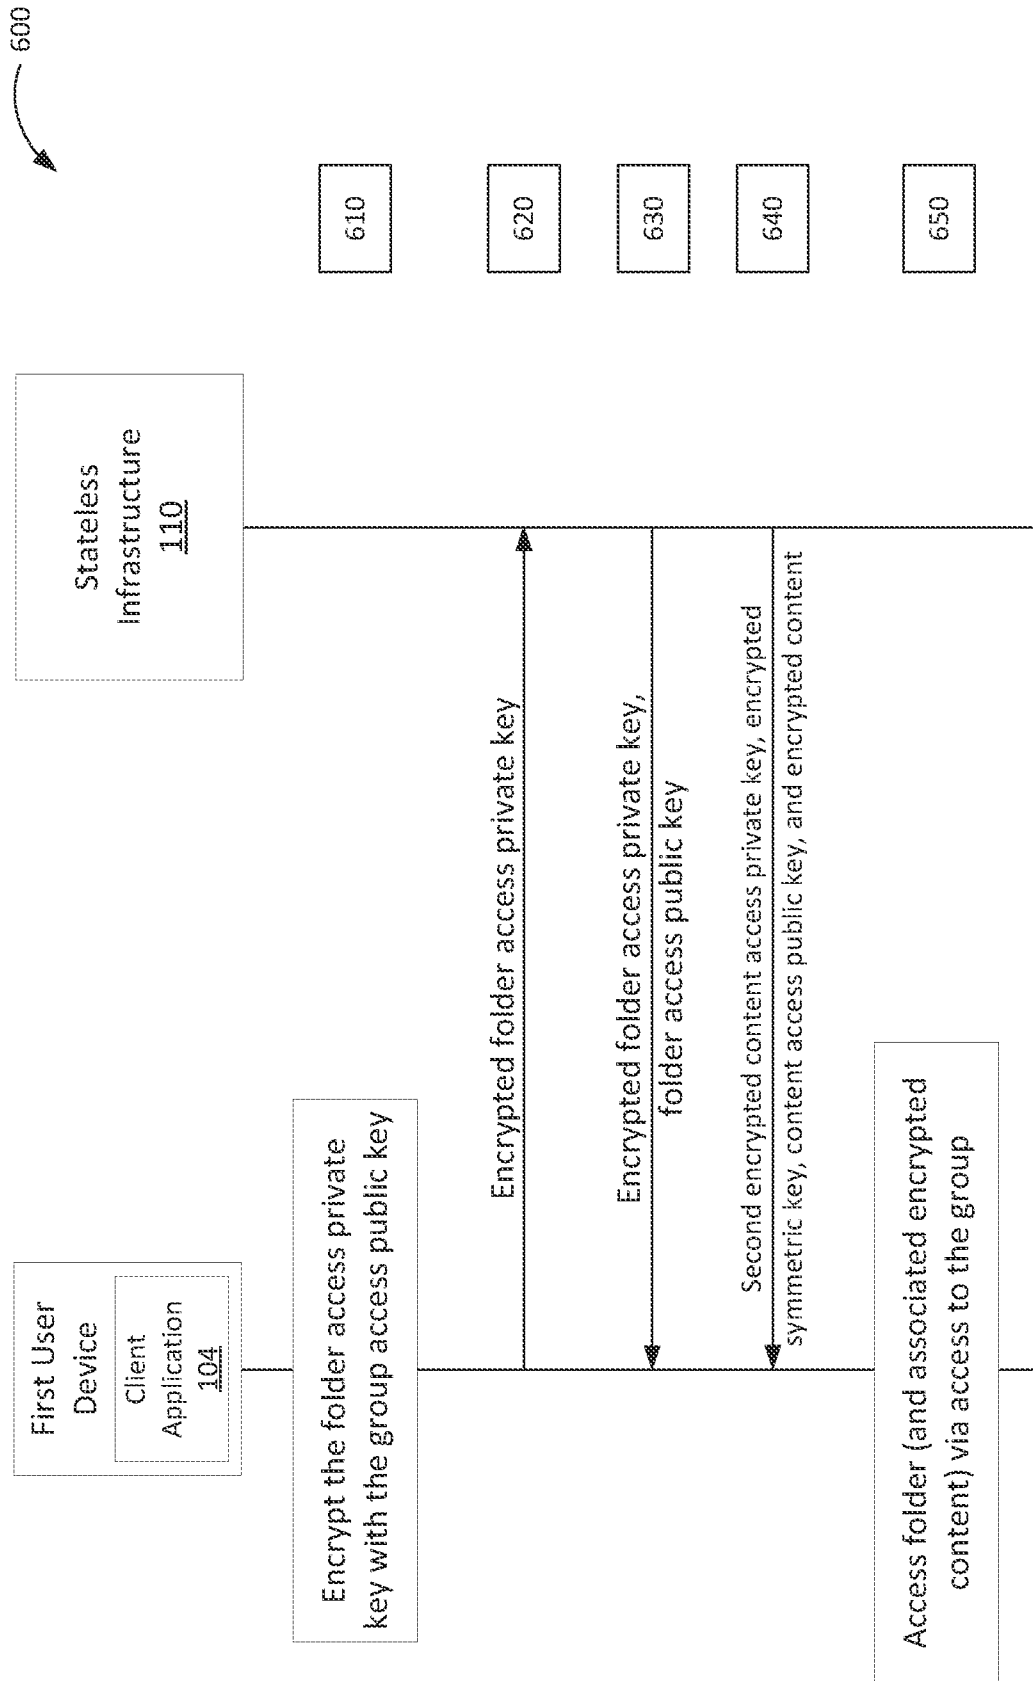 600
First User
Device
Client
Application
104
Stateless
Infrastructure
110
Encrypt the folder access private
key with the group access public key
610
Encrypted folder access private key
620
Encrypted folder access private key,
folder access public key
630
Second encrypted content access private key, encrypted
symmetric key, content access public key, and encrypted content
640
Access folder (and associated encrypted
content) via access to the group
650